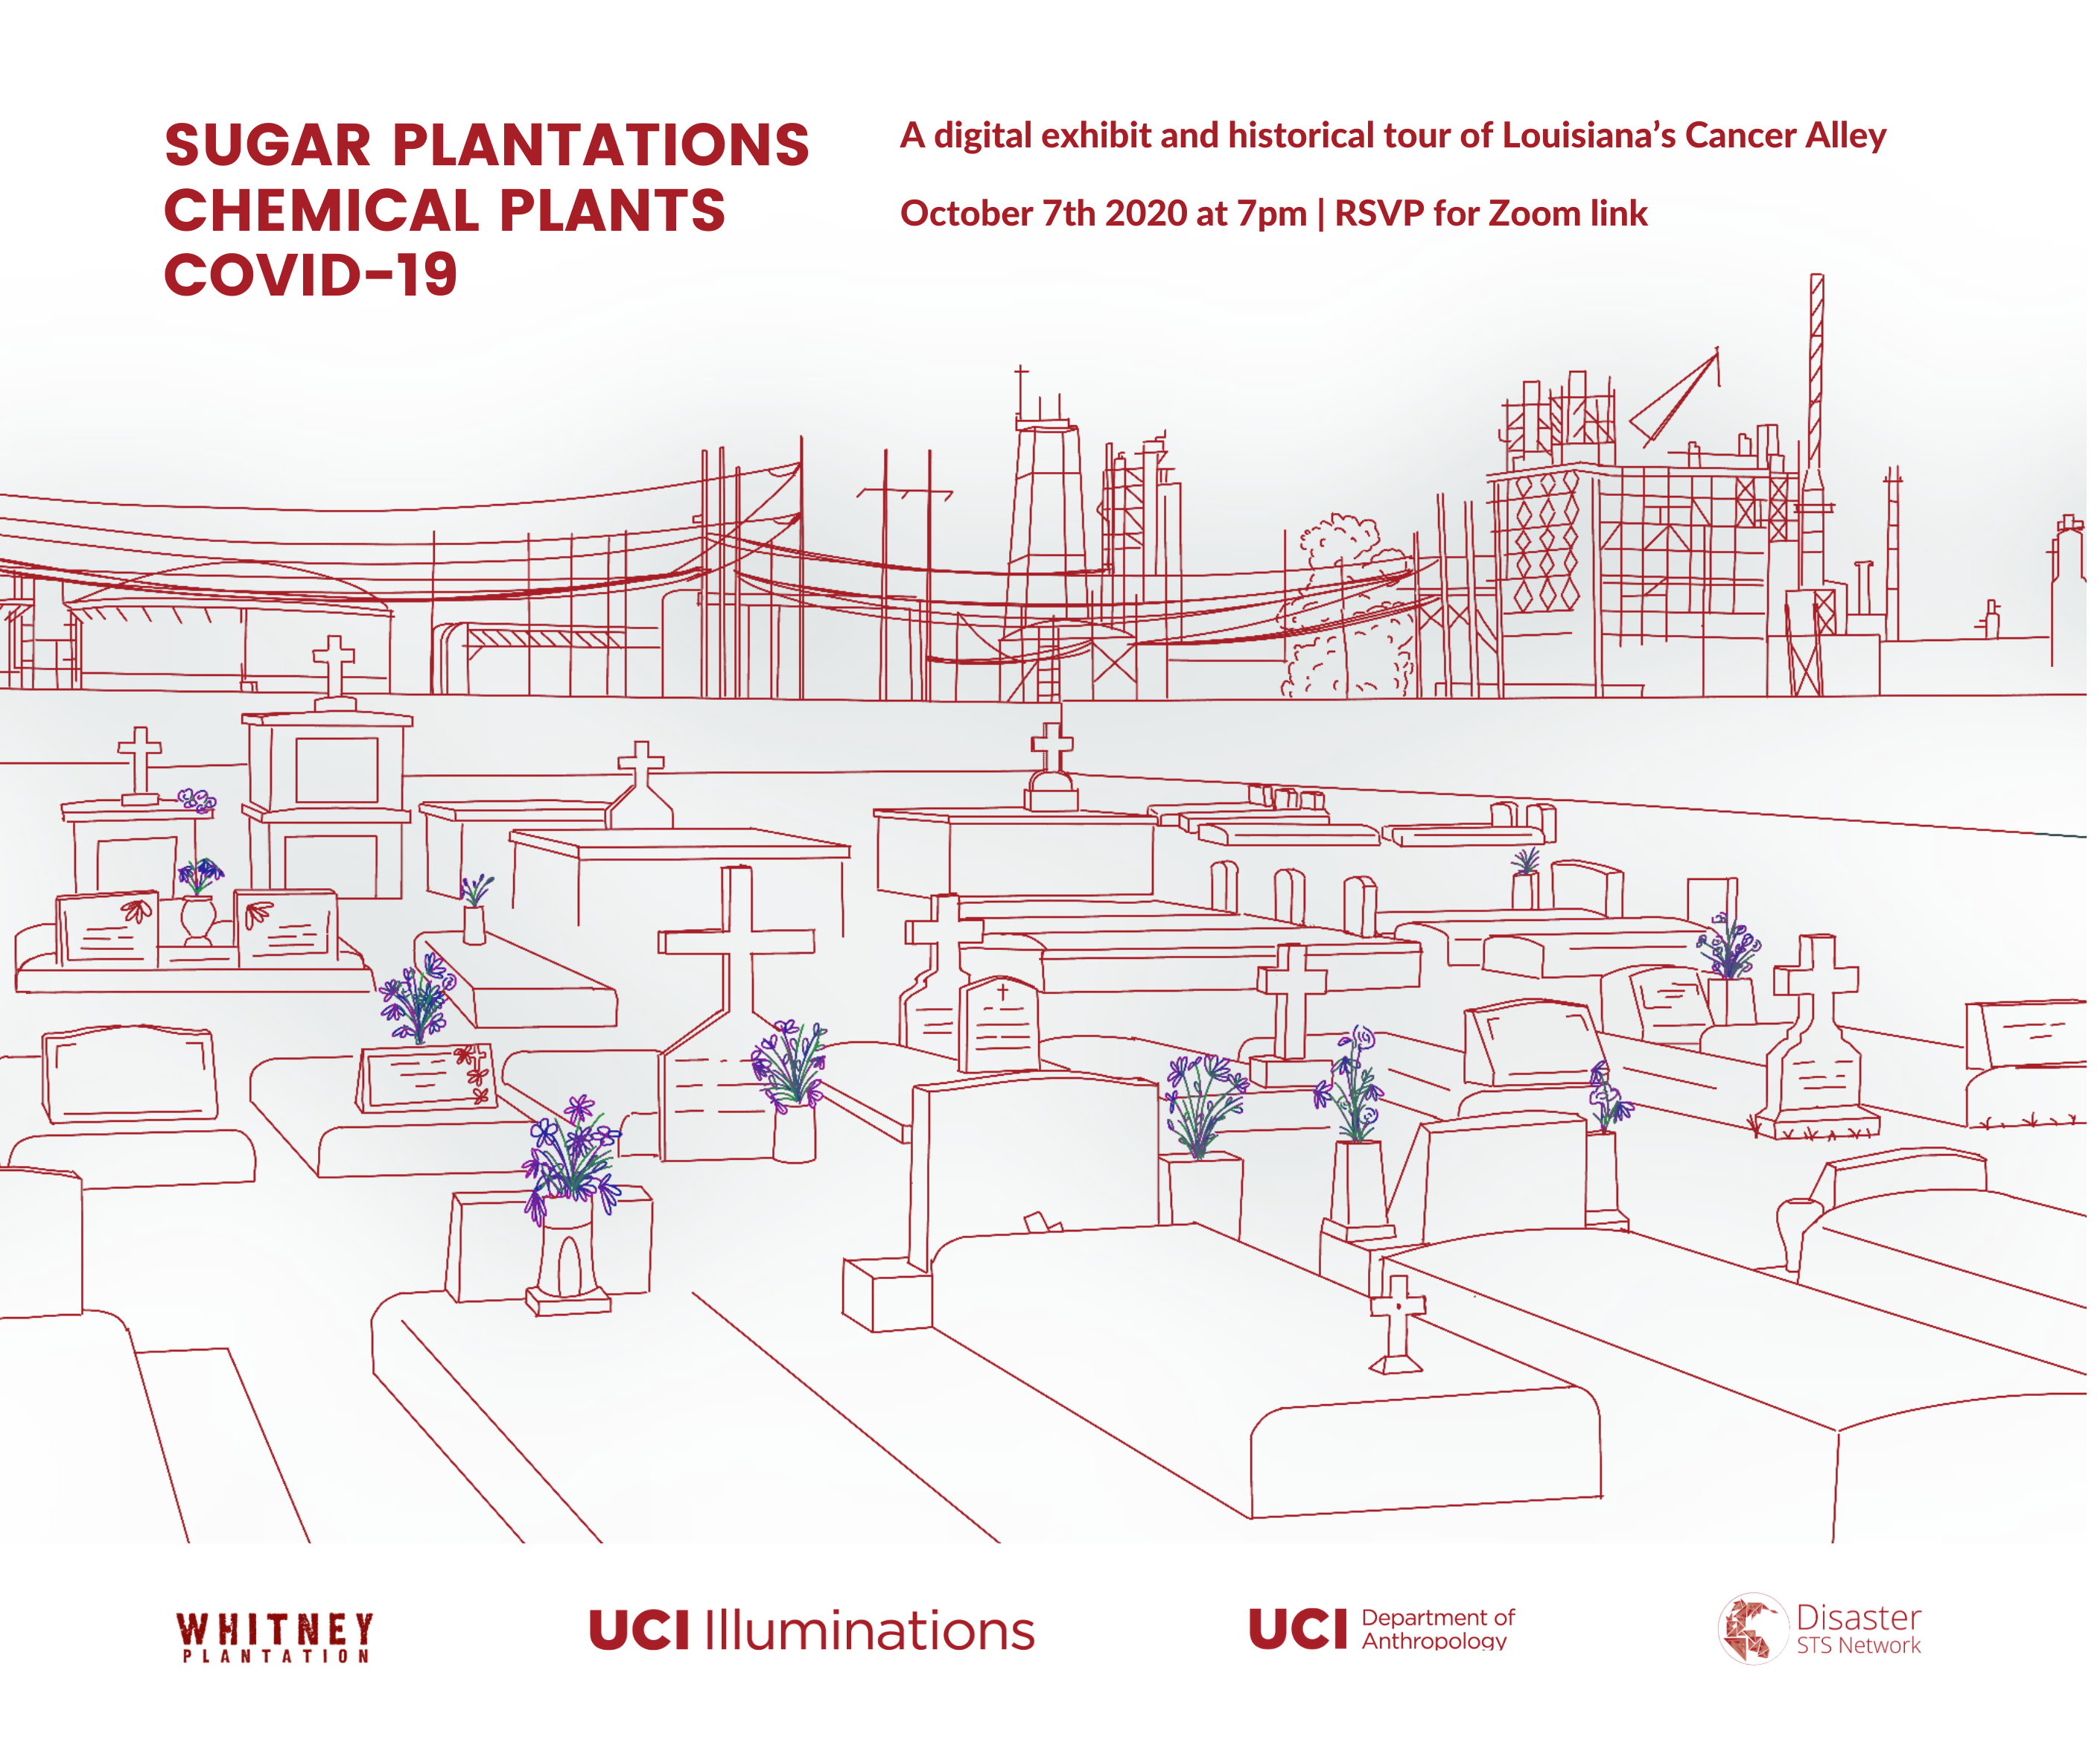 SUGAR PLANTATIONS
CHEMICAL PLANTS
COVID-19
A digital exhibit and historical tour of Louisiana’s Cancer Alley
October 7th 2020 at 7pm | RSVP for Zoom link
WHITNEY
PLANTATION
UCI Illuminations
UCI Department of
Anthropology
Disaster
STS Network